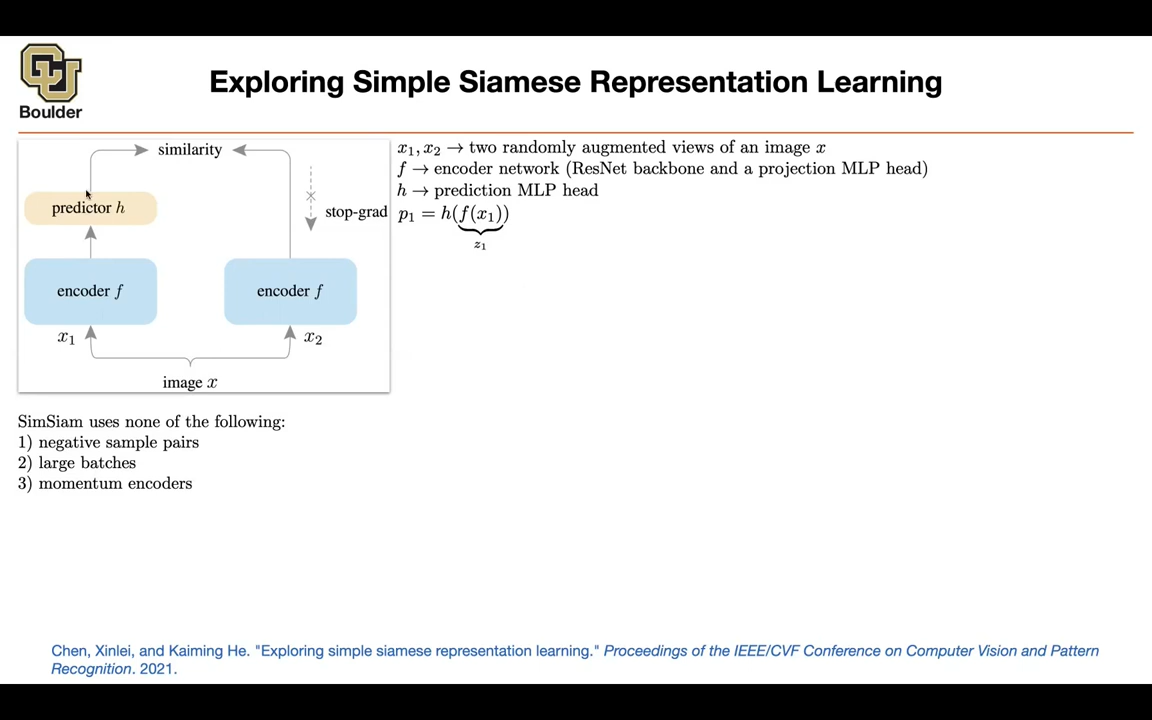 Boulder
Exploring Simple Siamese Representation Learning
similarity
predictor h
stop-grad
encoder f
encoder f
x₁
x₂
image x
x₁, x₂ → two randomly augmented views of an image x
f → encoder network (ResNet backbone and a projection MLP head)
h → prediction MLP head
p₁ = h(f(x₁))
z₁
SimSiam uses none of the following:
1) negative sample pairs
2) large batches
3) momentum encoders
Chen, Xinlei, and Kaiming He. "Exploring simple siamese representation learning." Proceedings of the IEEE/CVF Conference on Computer Vision and Pattern
Recognition. 2021.